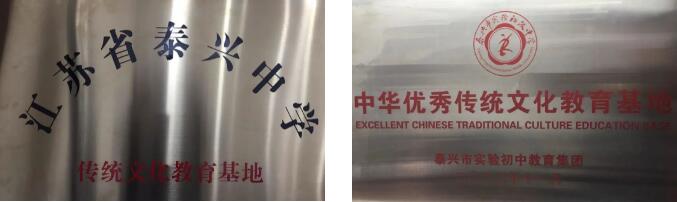 江苏省泰兴中学
传统文化教育基地
中华优秀传统文化教育基地
EXCELLENT CHINESE TRADITIONAL CULTURE EDUCATION BASE
泰兴市实验初中教育集团